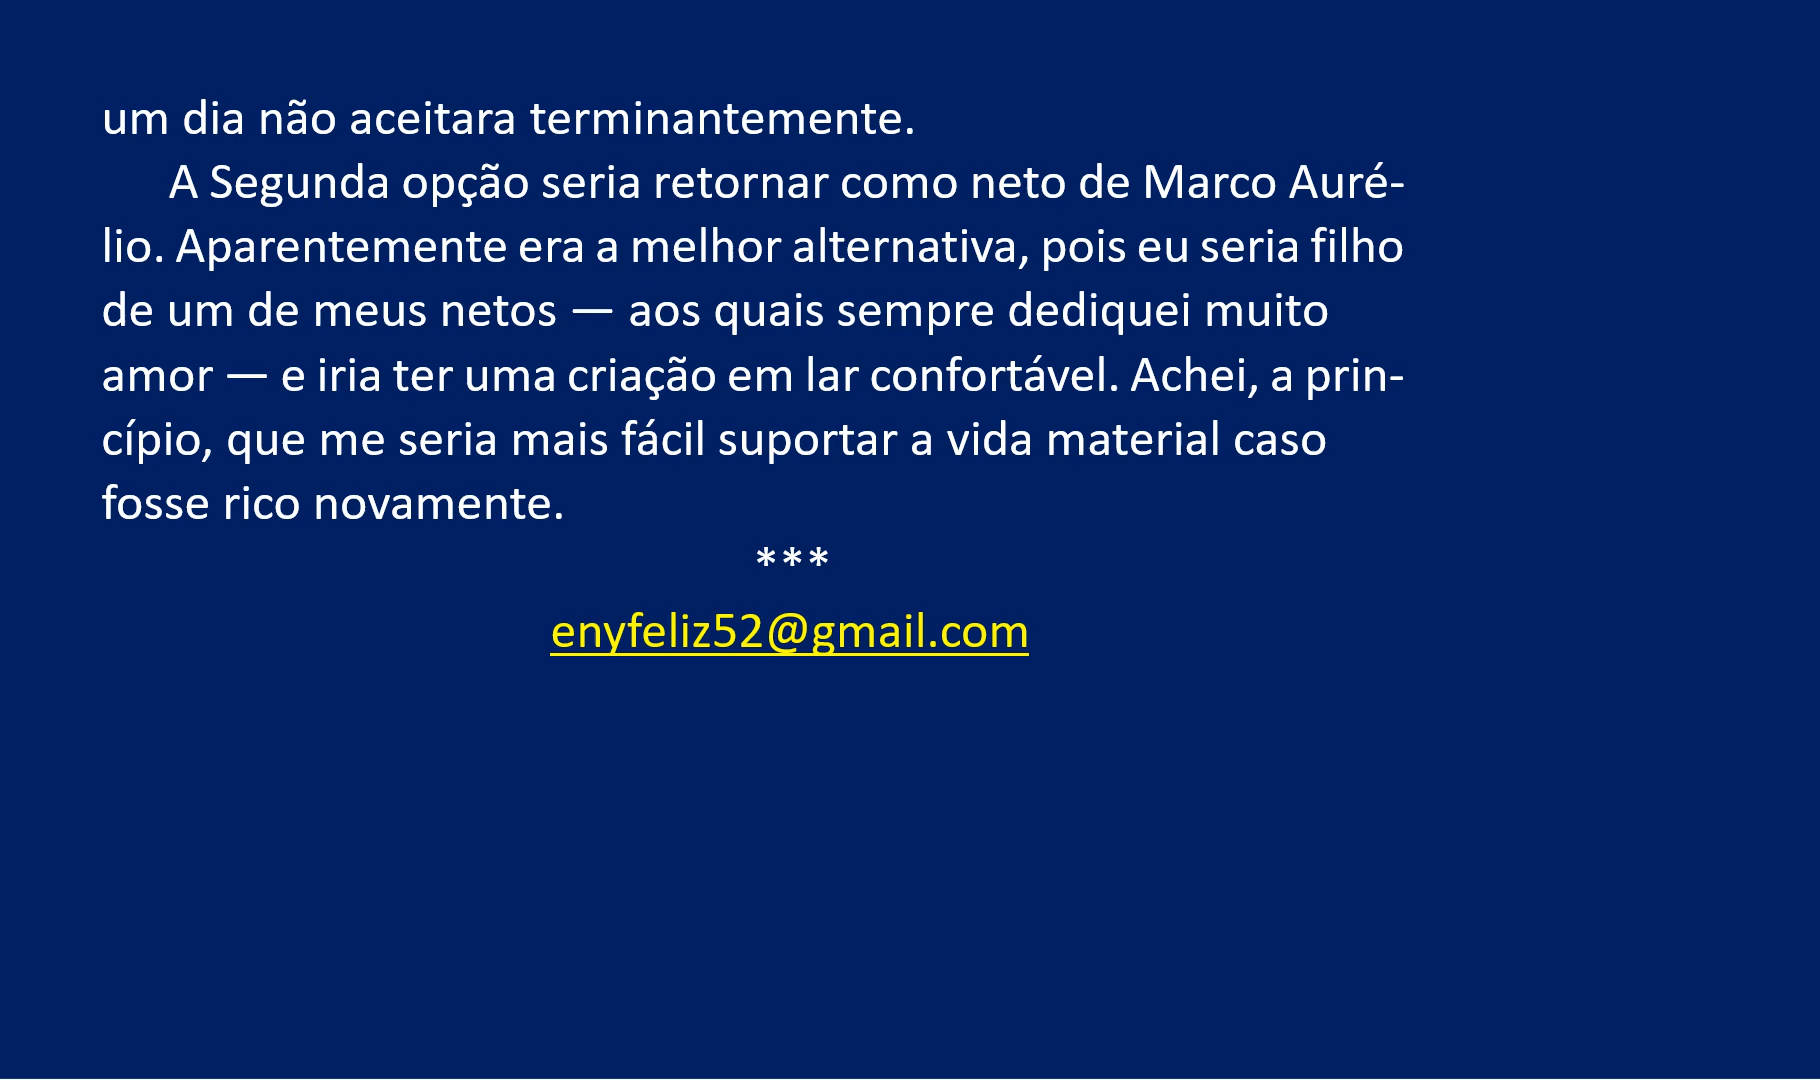 um dia não aceitara terminantemente.
A Segunda opção seria retornar como neto de Marco Auré-
lio. Aparentemente era a melhor alternativa, pois eu seria filho
de um de meus netos — aos quais sempre dediquei muito
amor — e iria ter uma criação em lar confortável. Achei, a prin-
cípio, que me seria mais fácil suportar a vida material caso
fosse rico novamente.
***
enyfeliz52@gmail.com